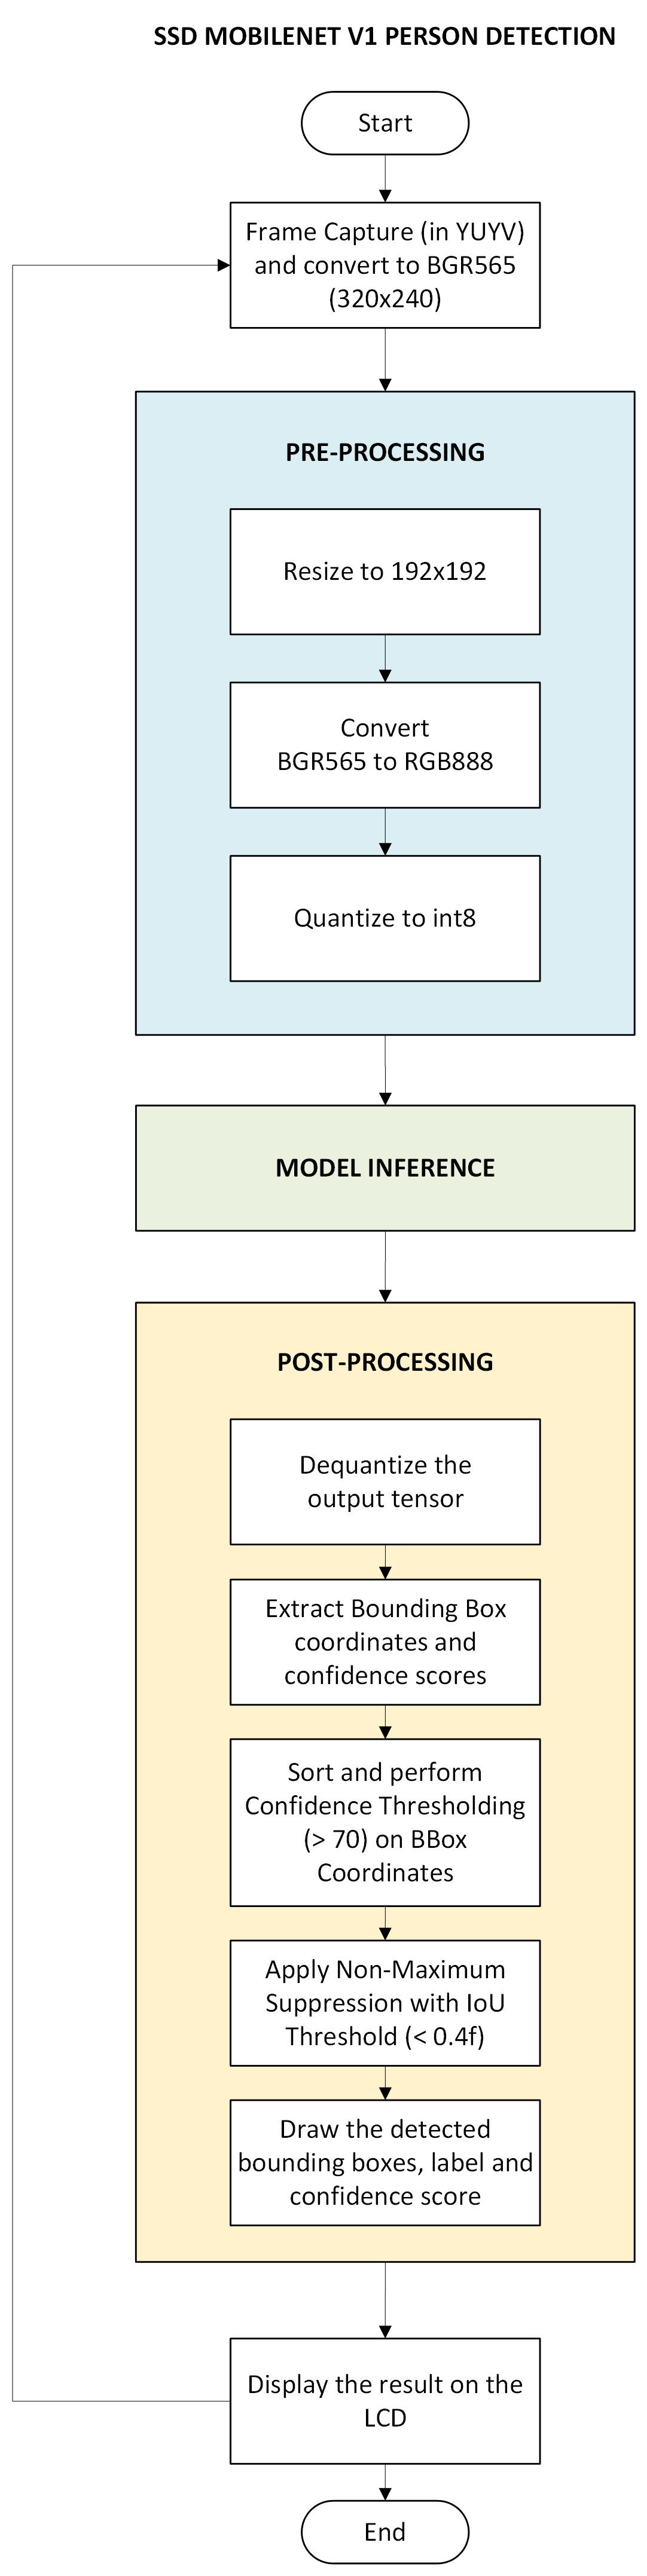 SSD MOBILENET V1 PERSON DETECTION
Start
Frame Capture (in YUYV)
and convert to BGR565
(320x240)
PRE-PROCESSING
Resize to 192x192
Convert
BGR565 to RGB888
Quantize to int8
MODEL INFERENCE
POST-PROCESSING
Dequantize the
output tensor
Extract Bounding Box
coordinates and
confidence scores
Sort and perform
Confidence Thresholding
(> 70) on BBox
Coordinates
Apply Non-Maximum
Suppression with IoU
Threshold (< 0.4f)
Draw the detected
bounding boxes, label and
confidence score
Display the result on the
LCD
End